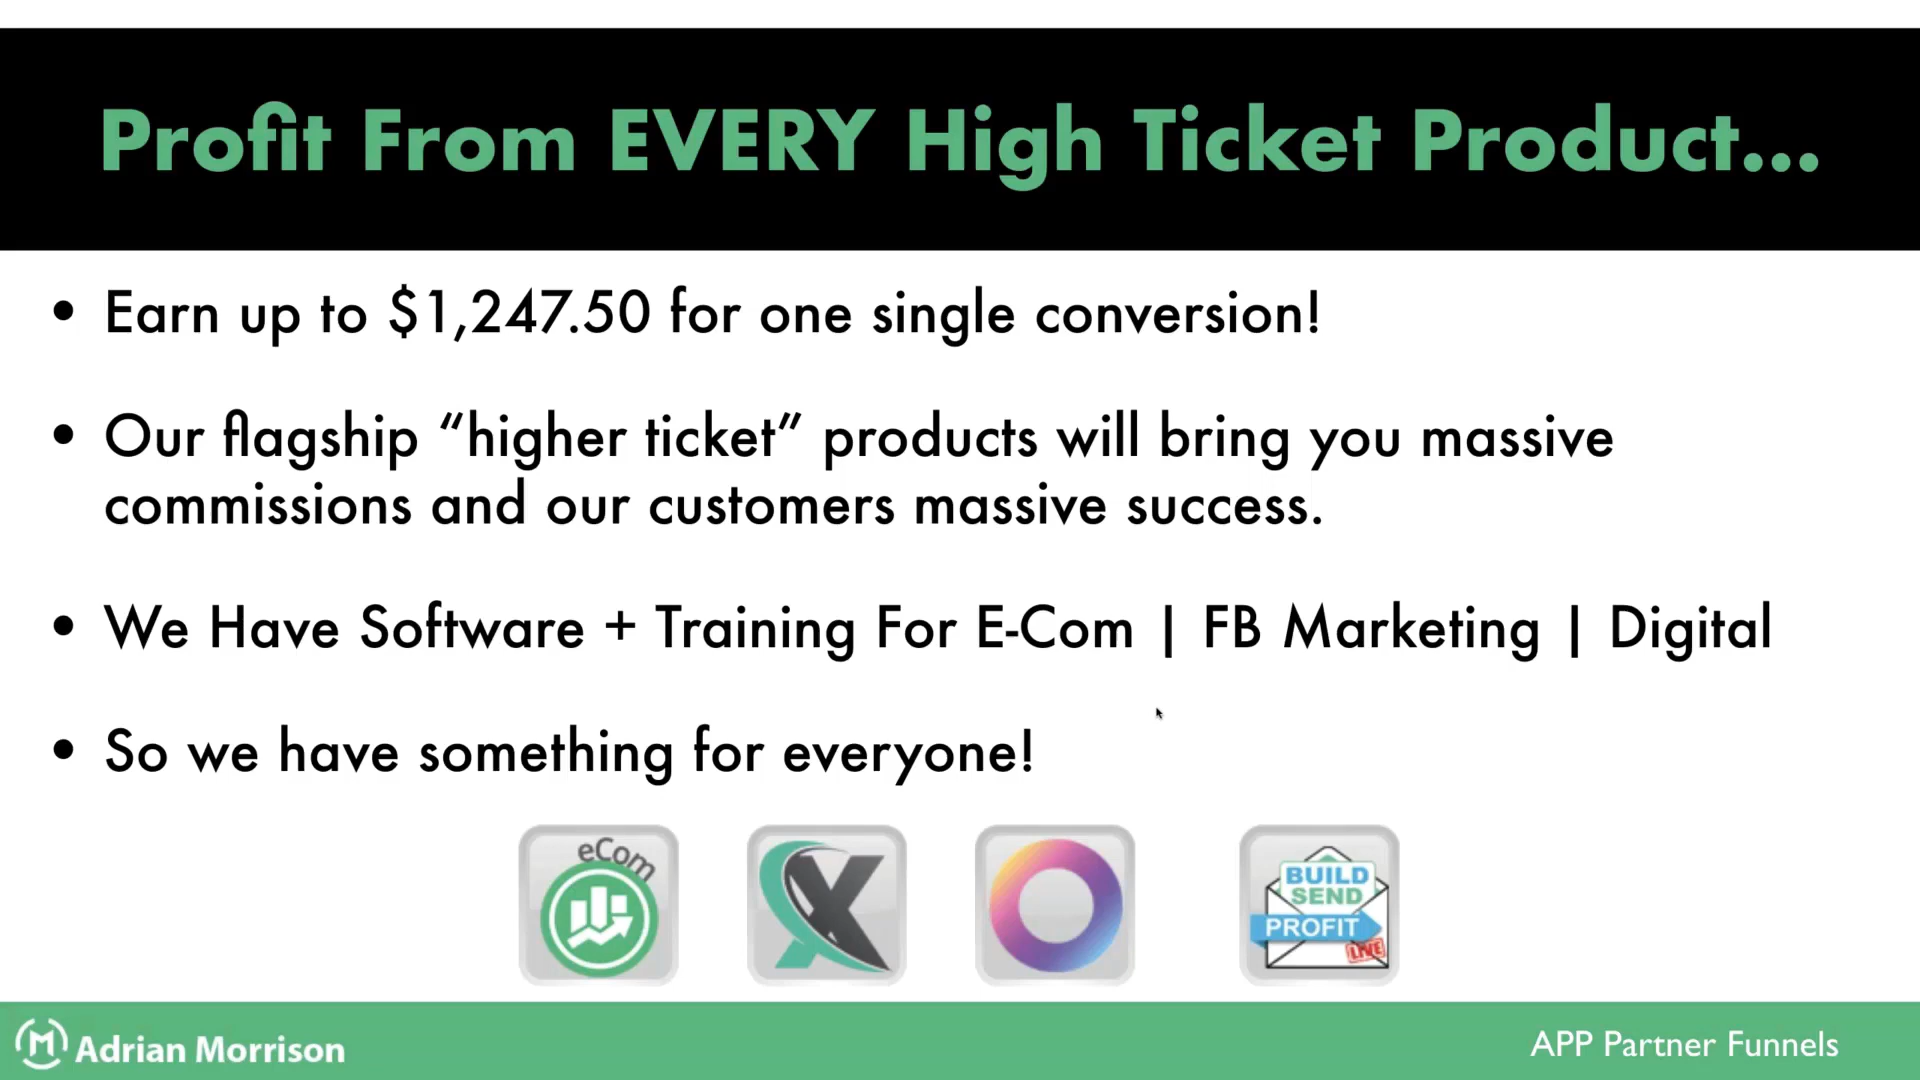 Profit From EVERY High Ticket Product...
• Earn up to $1,247.50 for one single conversion!
• Our flagship “higher ticket” products will bring you massive
commissions and our customers massive success.
• We Have Software + Training For E-Com | FB Marketing | Digital
• So we have something for everyone!
eCom
X
BUILD
SEND
PROFIT
LIVE
M Adrian Morrison
APP Partner Funnels